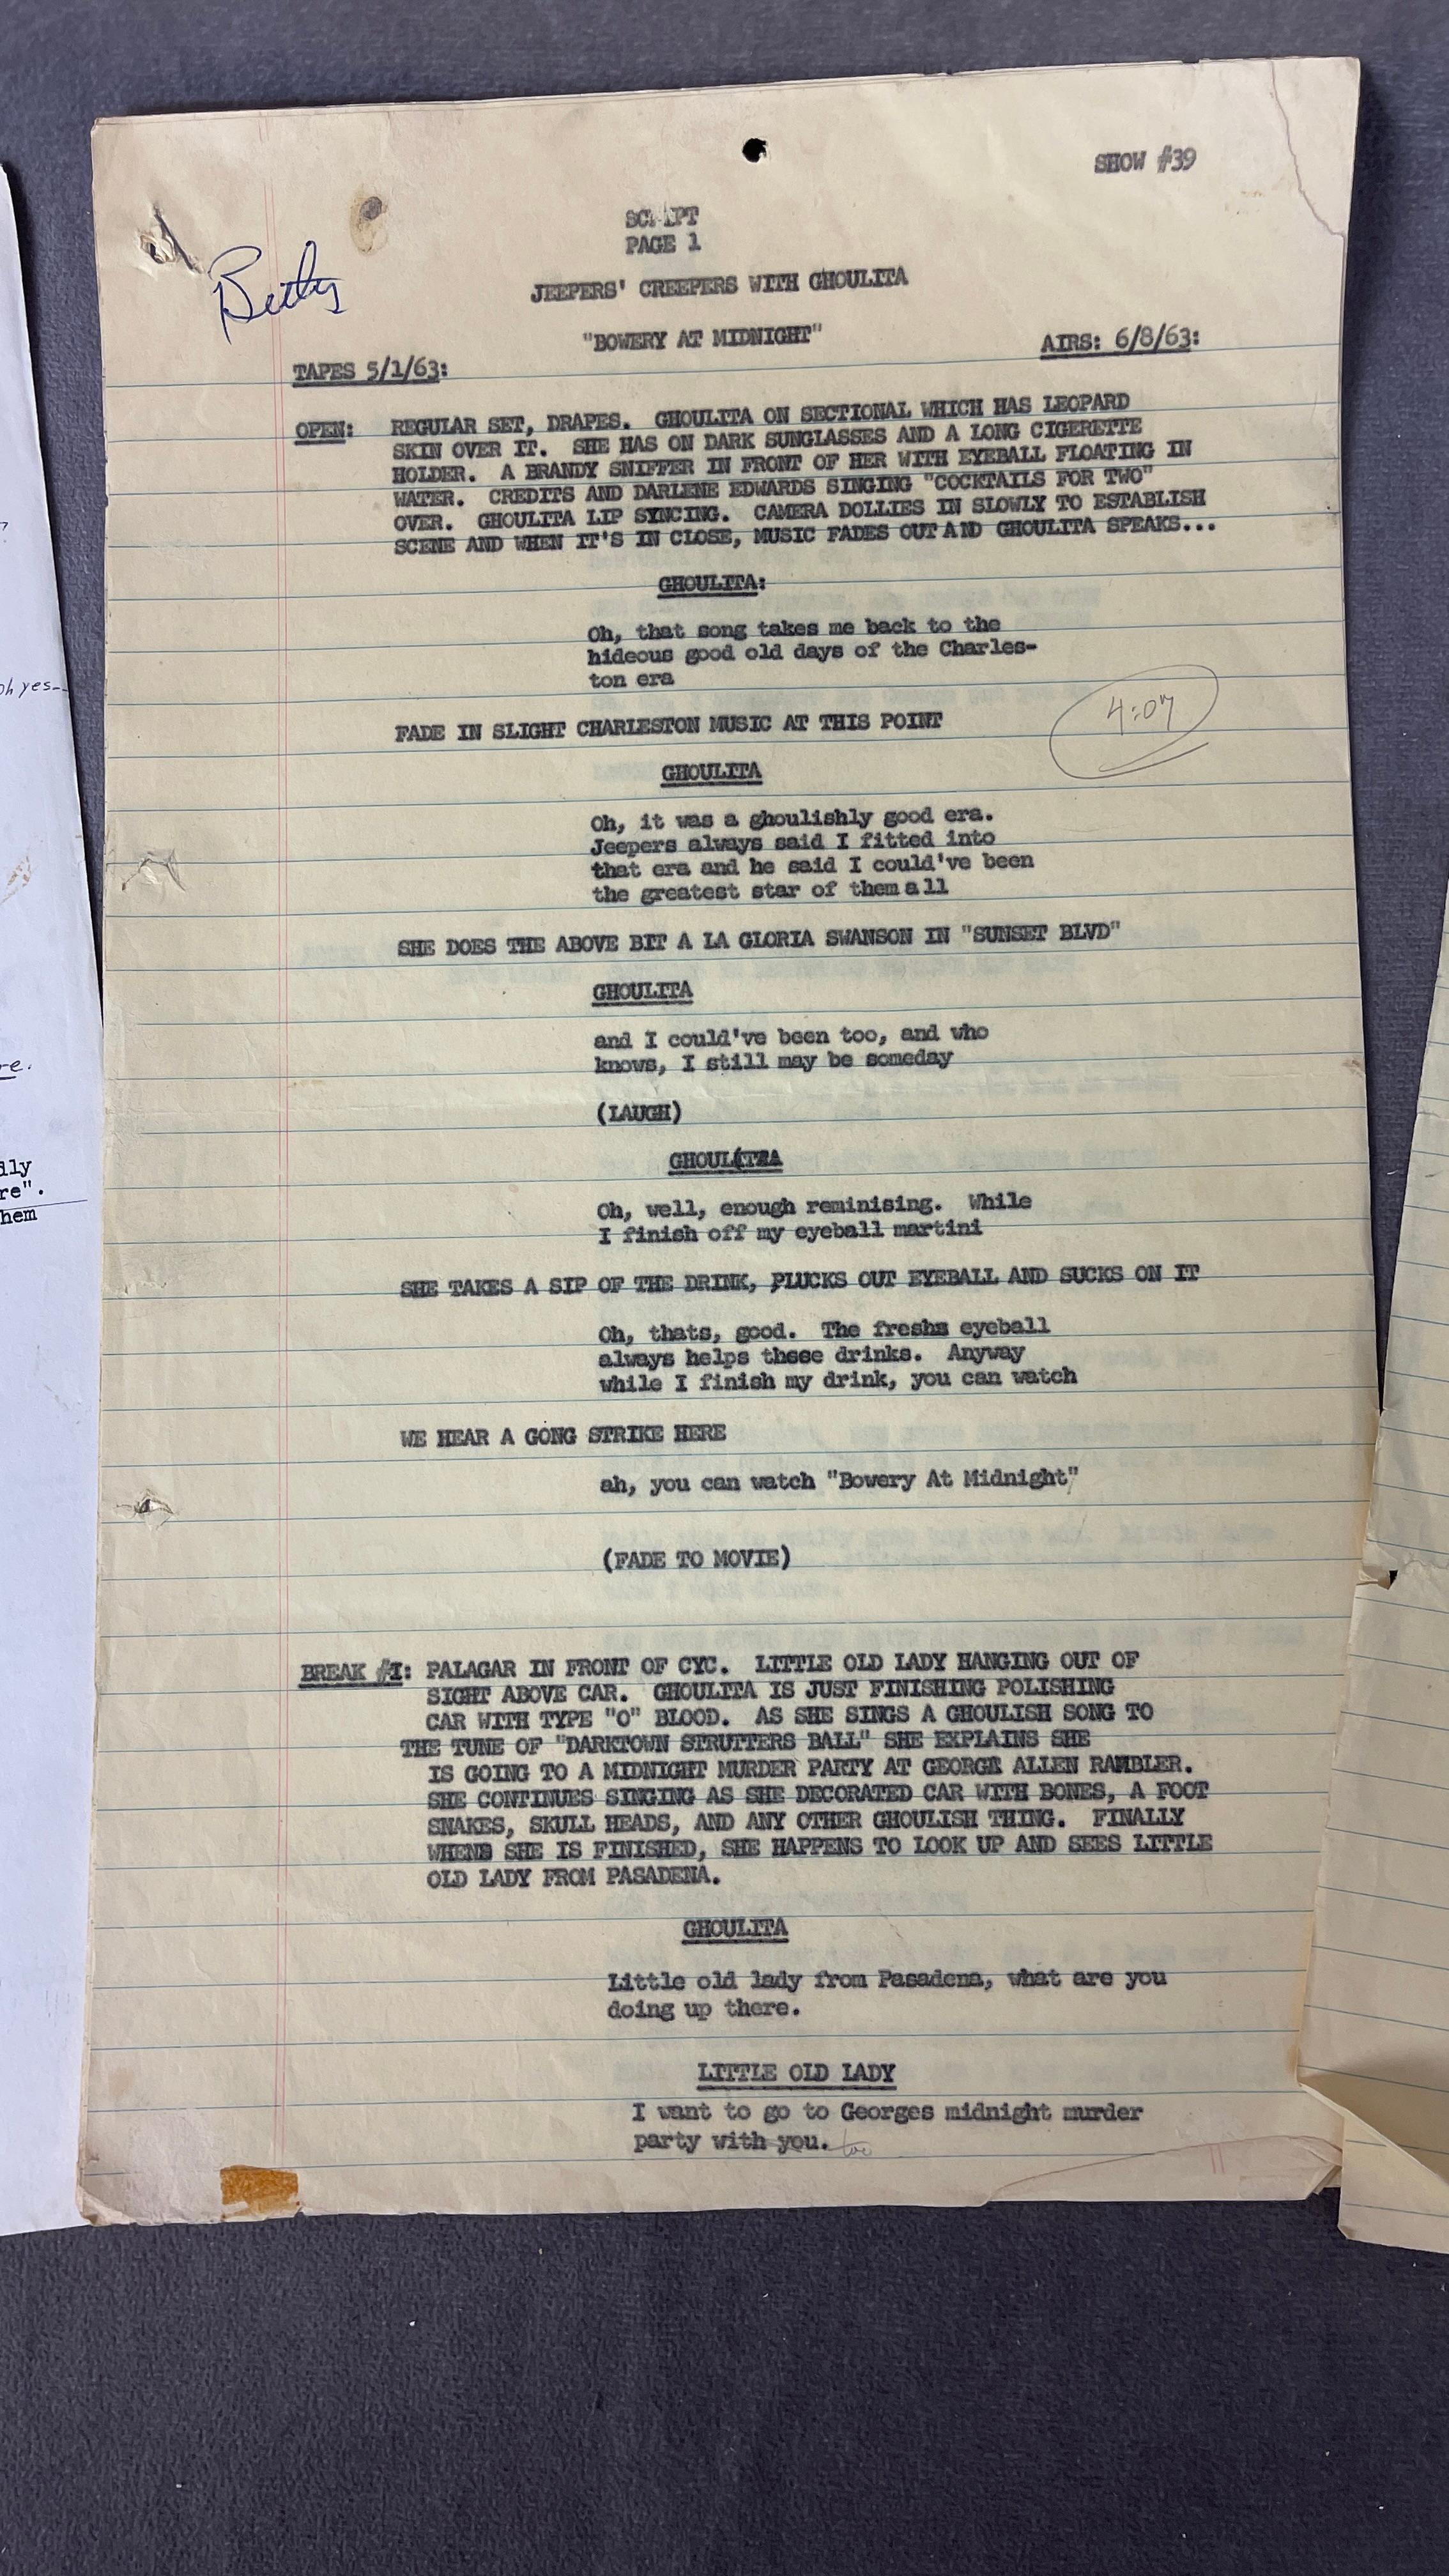 SHOW #39
SCRIPT
PAGE 1
Betty
JEEPERS' CREEPERS WITH GHOULITA
"BOWERY AT MIDNIGHT"
AIRS: 6/8/63:
TAPES 5/1/63:
OPEN: REGULAR SET, DRAPES. GHOULITA ON SECTIONAL WHICH HAS LEOPARD
SKIN OVER IT. SHE HAS ON DARK SUNGLASSES AND A LONG CIGERETTE
HOLDER. A BRANDY SNIFFER IN FRONT OF HER WITH EYEBALL FLOATING IN
WATER. CREDITS AND DARLENE EDWARDS SINGING "COCKTAILS FOR TWO"
OVER. GHOULITA LIP SYNCING. CAMERA DOLLIES IN SLOWLY TO ESTABLISH
SCENE AND WHEN IT'S IN CLOSE, MUSIC FADES OUT AND GHOULITA SPEAKS...
GHOULITA:
Oh, that song takes me back to the
hideous good old days of the Charles-
ton era
4:07
FADE IN SLIGHT CHARLESTON MUSIC AT THIS POINT
GHOULITA
Oh, it was a ghoulishly good era.
Jeepers always said I fitted into
that era and he said I could've been
the greatest star of them all
SHE DOES THE ABOVE BIT A LA GLORIA SWANSON IN "SUNSET BLVD"
GHOULITA
and I could've been too, and who
knows, I still may be someday
(LAUGH)
GHOULITA
Oh, well, enough reminising. While
I finish off my eyeball martini
SHE TAKES A SIP OF THE DRINK, PLUCKS OUT EYEBALL AND SUCKS ON IT
Oh, thats, good. The freshs eyeball
always helps these drinks. Anyway
while I finish my drink, you can watch
WE HEAR A GONG STRIKE HERE
ah, you can watch "Bowery At Midnight"
(FADE TO MOVIE)
BREAK #1: PALAGAR IN FRONT OF CYC. LITTLE OLD LADY HANGING OUT OF
SIGHT ABOVE CAR. GHOULITA IS JUST FINISHING POLISHING
CAR WITH TYPE "O" BLOOD. AS SHE SINGS A GHOULISH SONG TO
THE TUNE OF "DARKTOWN STRUTTERS BALL" SHE EXPLAINS SHE
IS GOING TO A MIDNIGHT MURDER PARTY AT GEORGE ALLEN RAMBLER.
SHE CONTINUES SINGING AS SHE DECORATED CAR WITH BONES, A FOOT
SNAKES, SKULL HEADS, AND ANY OTHER GHOULISH THING. FINALLY
WHEN SHE IS FINISHED, SHE HAPPENS TO LOOK UP AND SEES LITTLE
OLD LADY FROM PASADENA.
GHOULITA
Little old lady from Pasadena, what are you
doing up there.
LITTLE OLD LADY
I want to go to Georges midnight murder
party with you. too
oh yes--
re.
re".
hem